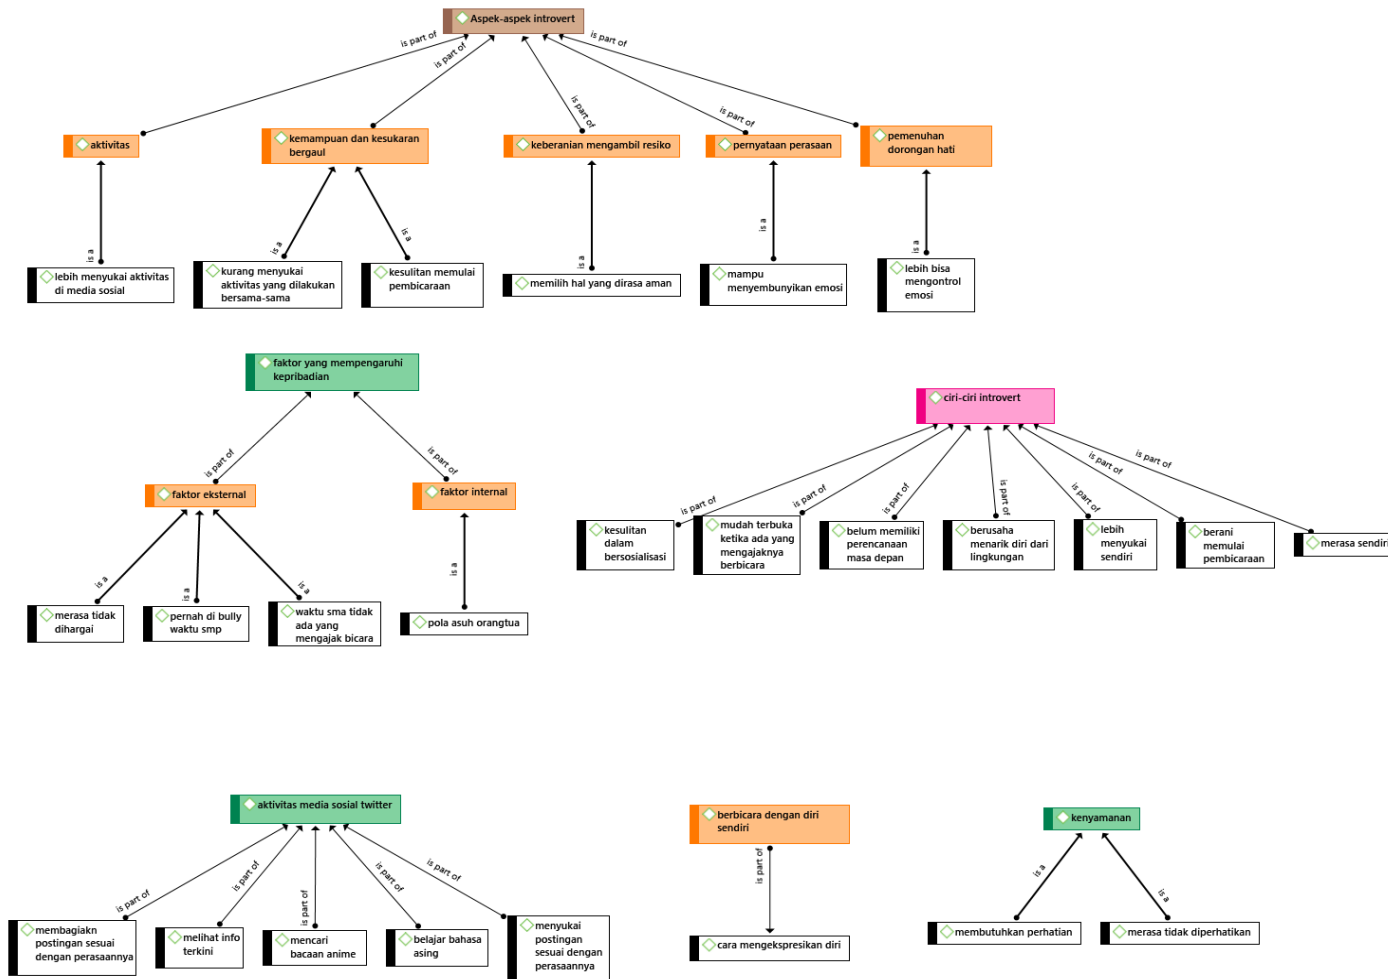 Aspek-aspek introvert
is part of
is part of
is part of
is part of
is part of
aktivitas
kemampuan dan kesukaran
bergaul
keberanian mengambil resiko
pernyataan perasaan
pemenuhan
dorongan hati
is a
is a
is a
is a
is a
is a
lebih menyukai aktivitas
di media sosial
kurang menyukai
aktivitas yang dilakukan
bersama-sama
kesulitan memulai
pembicaraan
memilih hal yang dirasa aman
mampu
menyembunyikan emosi
lebih bisa
mengontrol
emosi
faktor yang mempengaruhi
kepribadian
is part of
is part of
faktor eksternal
faktor internal
is a
is a
is a
is a
merasa tidak
dihargai
pernah di bully
waktu smp
waktu sma tidak
ada yang
mengajak bicara
pola asuh orangtua
ciri-ciri introvert
is part of
is part of
is part of
is part of
is part of
is part of
is part of
kesulitan
dalam
bersosialisasi
mudah terbuka
ketika ada yang
mengajaknya
berbicara
belum memiliki
perencanaan
masa depan
berusaha
menarik diri dari
lingkungan
lebih
menyukai
sendiri
berani
memulai
pembicaraan
merasa sendiri
aktivitas media sosial twitter
is part of
is part of
is part of
is part of
is part of
membagiakn
postingan sesuai
dengan perasaannya
melihat info
terkini
mencari
bacaan anime
belajar bahasa
asing
menyukai
postingan
sesuai dengan
perasaannya
berbicara dengan diri
sendiri
is part of
cara mengekspresikan diri
kenyamanan
is a
is a
membutuhkan perhatian
merasa tidak diperhatikan